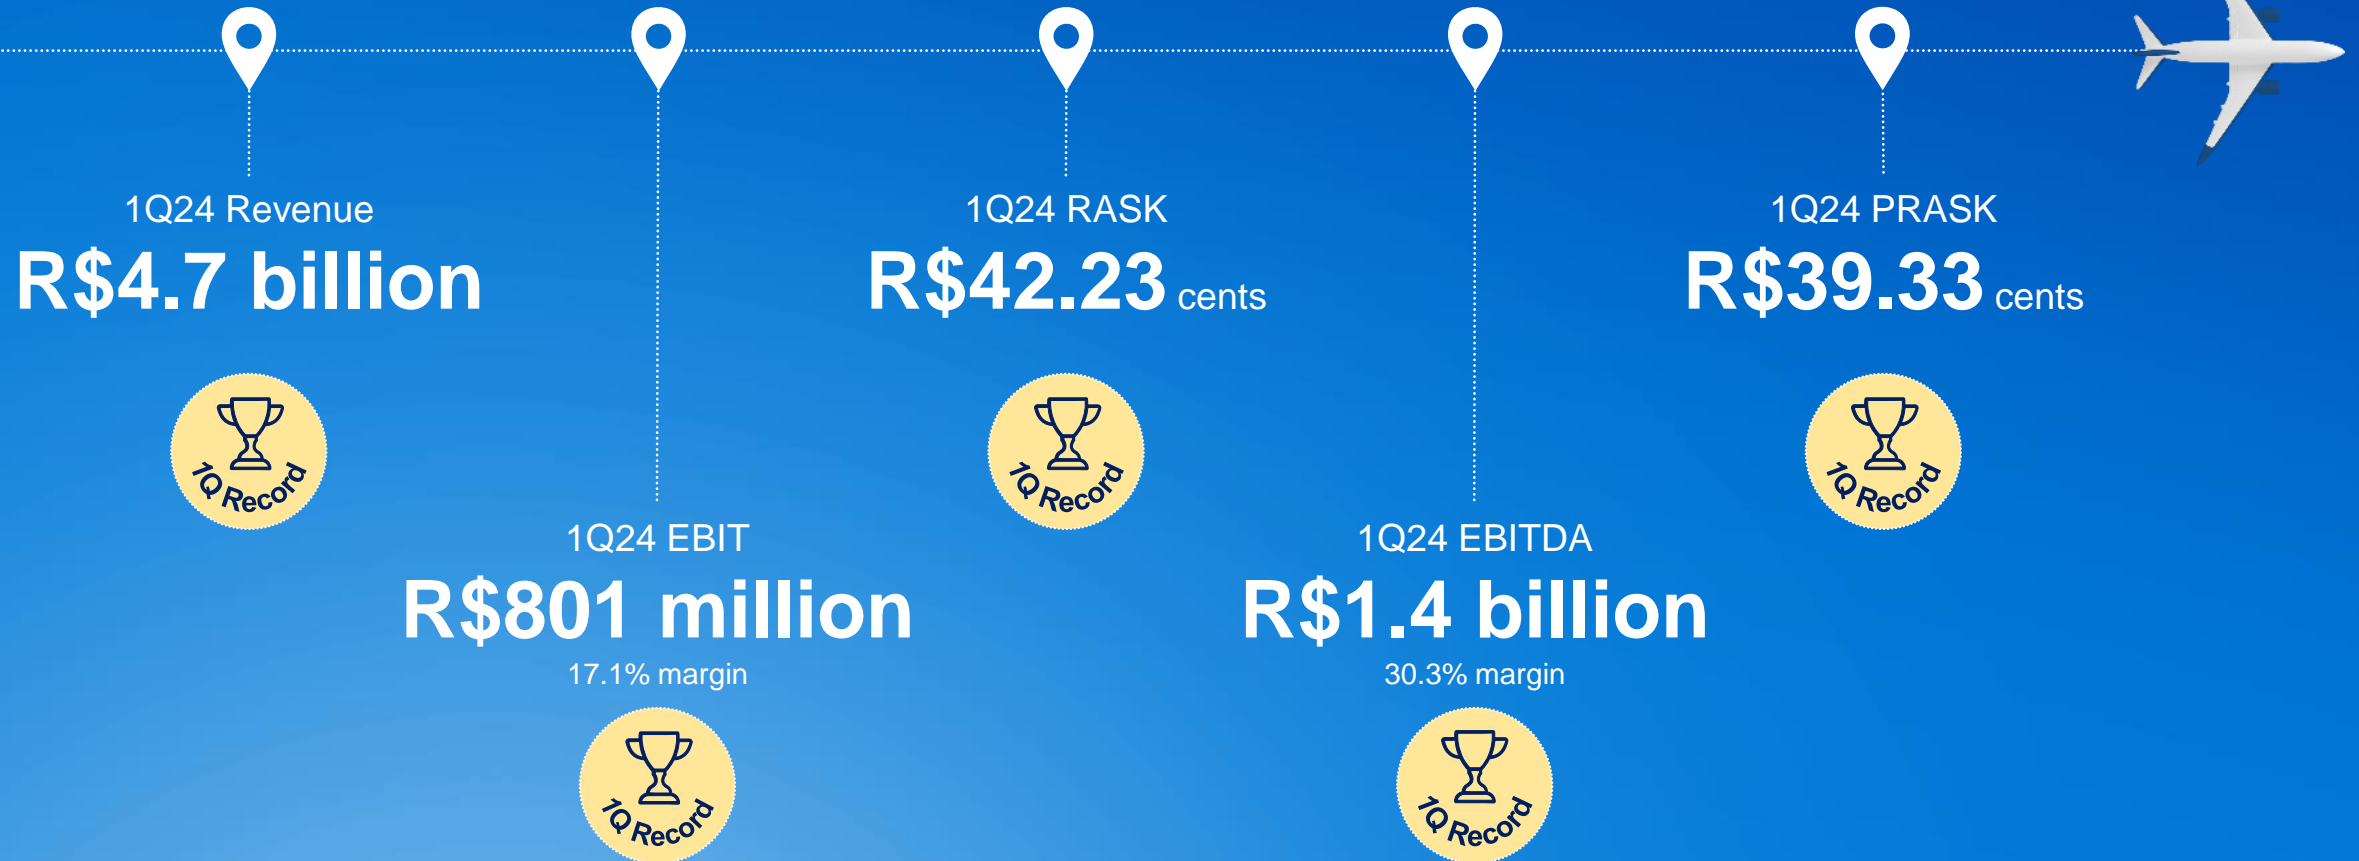 1Q24 Revenue
R$4.7 billion
1Q Record
1Q24 EBIT
R$801 million
17.1% margin
1Q Record
1Q24 RASK
R$42.23 cents
1Q Record
1Q24 EBITDA
R$1.4 billion
30.3% margin
1Q Record
1Q24 PRASK
R$39.33 cents
1Q Record